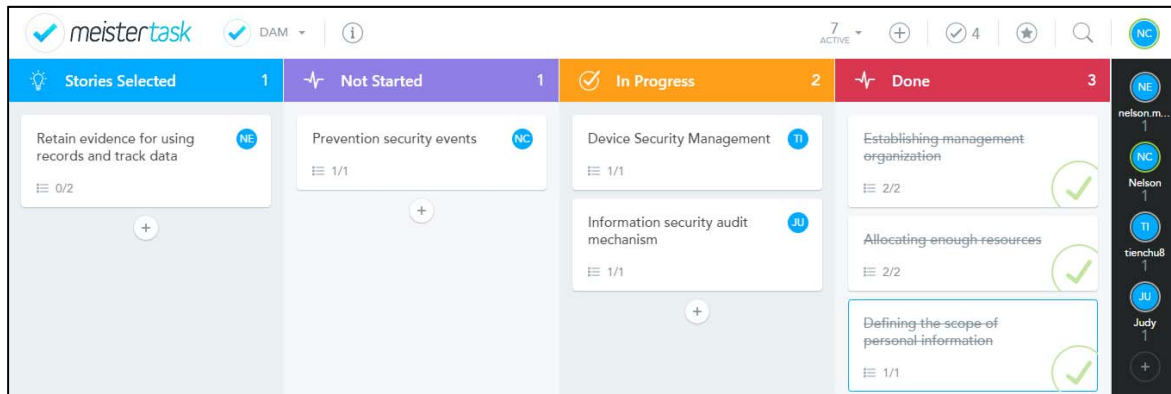 meistertask
DAM
7
ACTIVE
4
NC
Stories Selected 1
Not Started 1
In Progress 2
Done 3
Retain evidence for using
records and track data
NE
0/2
Prevention security events
NC
1/1
Device Security Management
TI
1/1
Information security audit
mechanism
JU
1/1
Establishing management
organization
2/2
Allocating enough resources
2/2
Defining the scope of
personal information
1/1
NE
nelson.m...
1
NC
Nelson
1
TI
tienchu8
1
JU
Judy
1